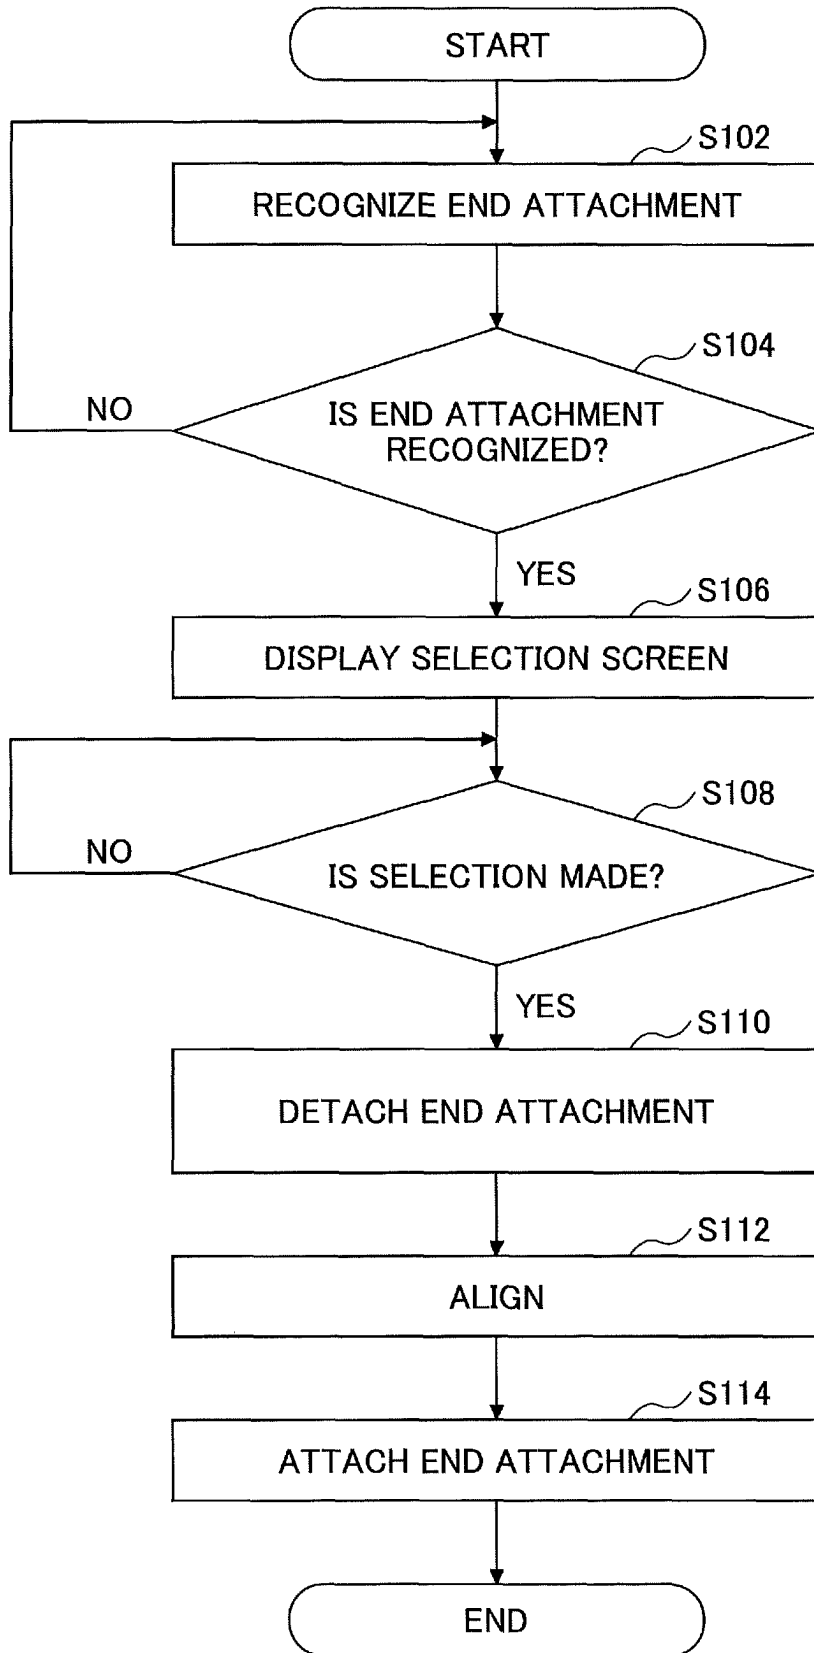 START
S102
RECOGNIZE END ATTACHMENT
S104
IS END ATTACHMENT
RECOGNIZED?
NO
YES
S106
DISPLAY SELECTION SCREEN
S108
IS SELECTION MADE?
NO
YES
S110
DETACH END ATTACHMENT
S112
ALIGN
S114
ATTACH END ATTACHMENT
END